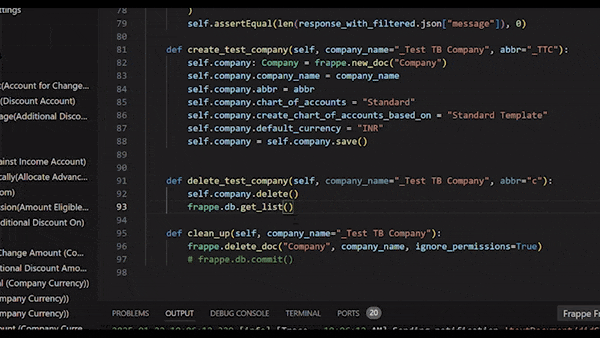 ttings
(Account for Change...
(Discount Account)
age(Additional Disco...
ainst Income Account)
cally(Allocate Advanc...
om)
ssion(Amount Eligible...
Additional Discount On)
Change Amount (Co...
itional Discount Amo...
l (Company Currency))
mpany Currency))
ount (Company Curre
78
79
80
81
82
83
84
85
86
87
88
89
90
91
92
93
94
95
96
97
98
)
self.assertEqual(len(response_with_filtered.json["message"]), 0)
def create_test_company(self, company_name="_Test TB Company", abbr="_TTC"):
self.company: Company = frappe.new_doc("Company")
self.company.company_name = company_name
self.company.abbr = abbr
self.company.chart_of_accounts = "Standard"
self.company.create_chart_of_accounts_based_on = "Standard Template"
self.company.default_currency = "INR"
self.company = self.company.save()
def delete_test_company(self, company_name="_Test TB Company", abbr="c"):
self.company.delete()
frappe.db.get_list()
def clean_up(self, company_name="_Test TB Company"):
frappe.delete_doc("Company", company_name, ignore_permissions=True)
# frappe.db.commit()
PROBLEMS OUTPUT DEBUG CONSOLE TERMINAL PORTS 20
Frappe Fr